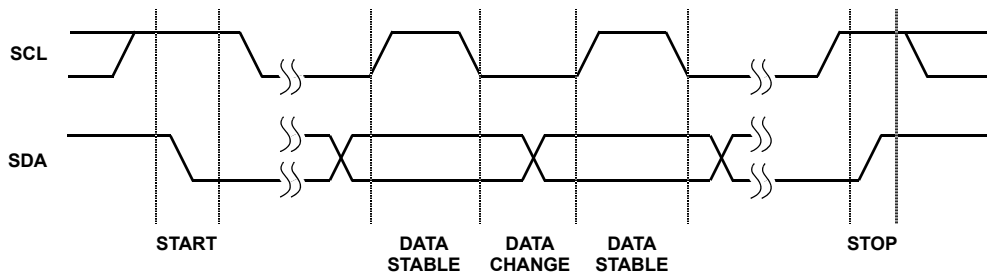 SCL
SDA
START
DATA
STABLE
DATA
CHANGE
DATA
STABLE
STOP